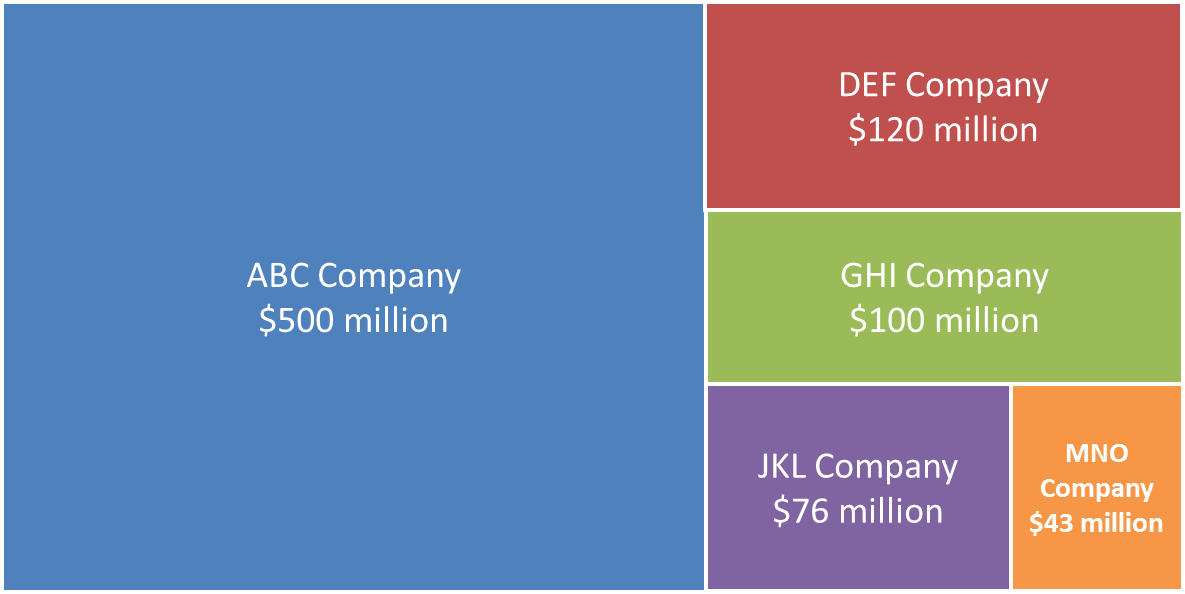 ABC Company
$500 million
DEF Company
$120 million
GHI Company
$100 million
JKL Company
$76 million
MNO
Company
$43 million